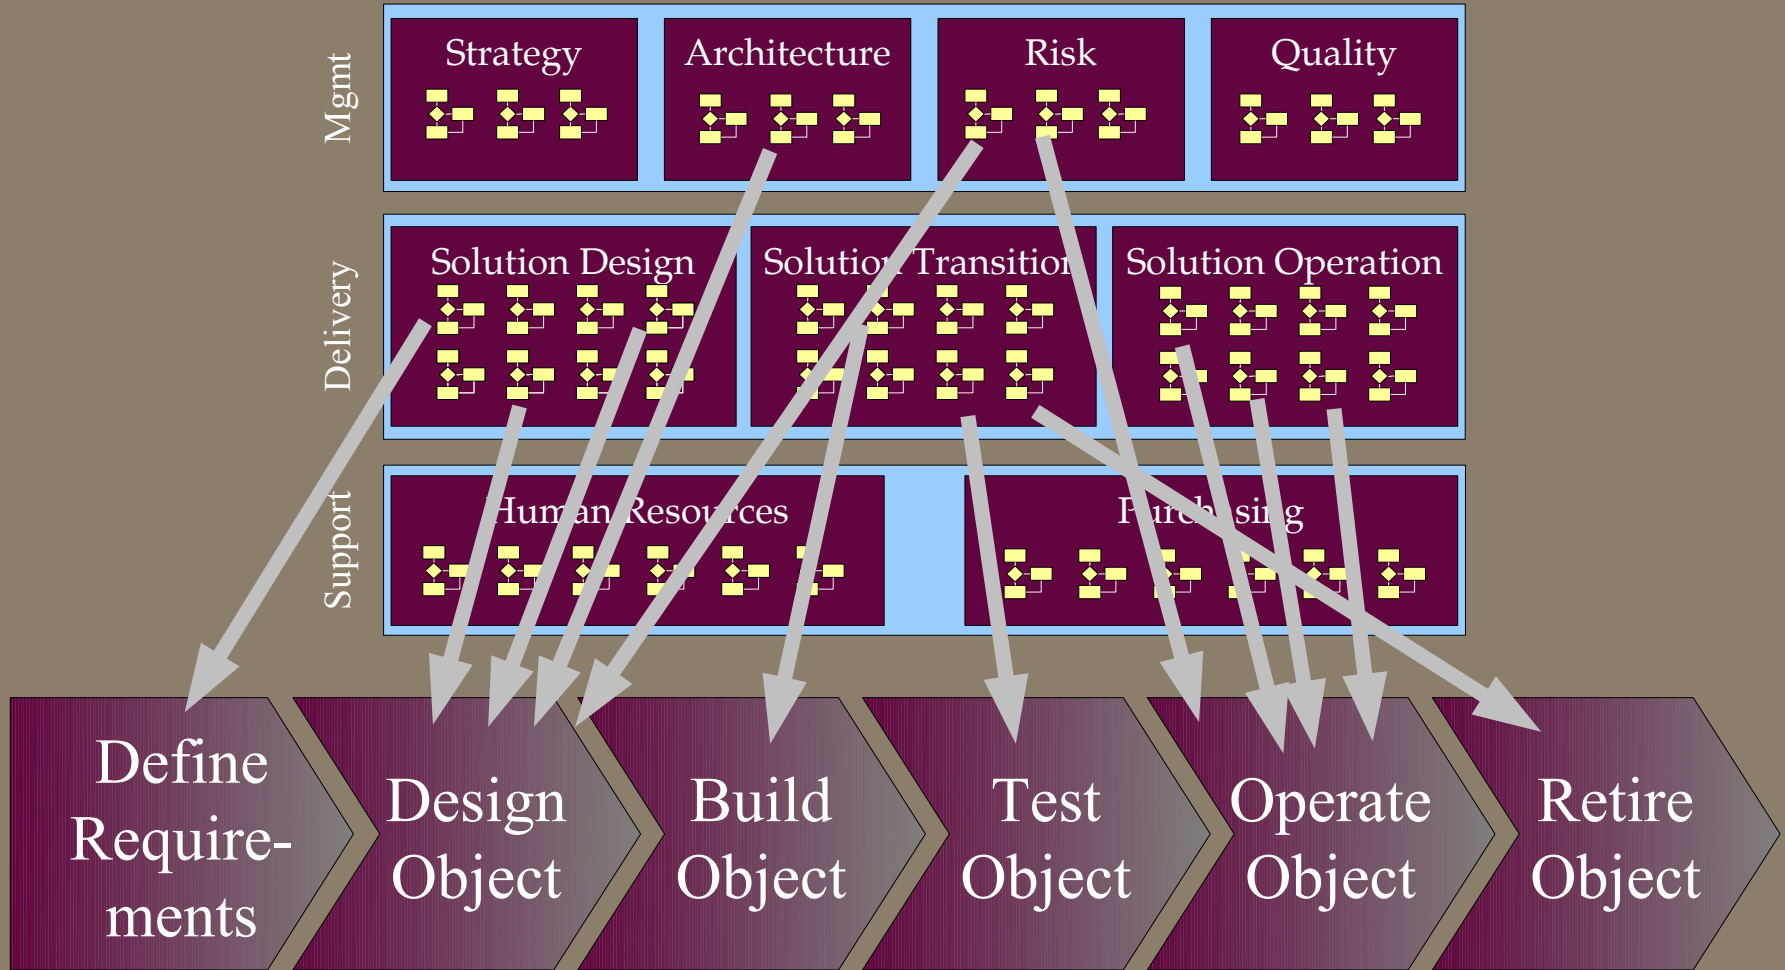 Mgmt
Strategy
Architecture
Risk
Quality
Delivery
Solution Design
Solution Transition
Solution Operation
Support
Human Resources
Purchasing
Define
Require-
ments
Design
Object
Build
Object
Test
Object
Operate
Object
Retire
Object